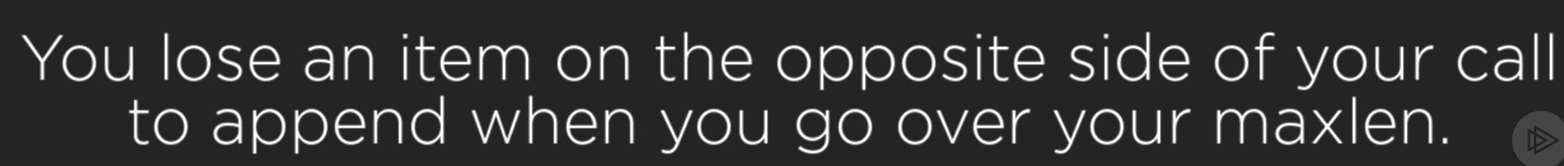 You lose an item on the opposite side of your call
to append when you go over your maxlen.